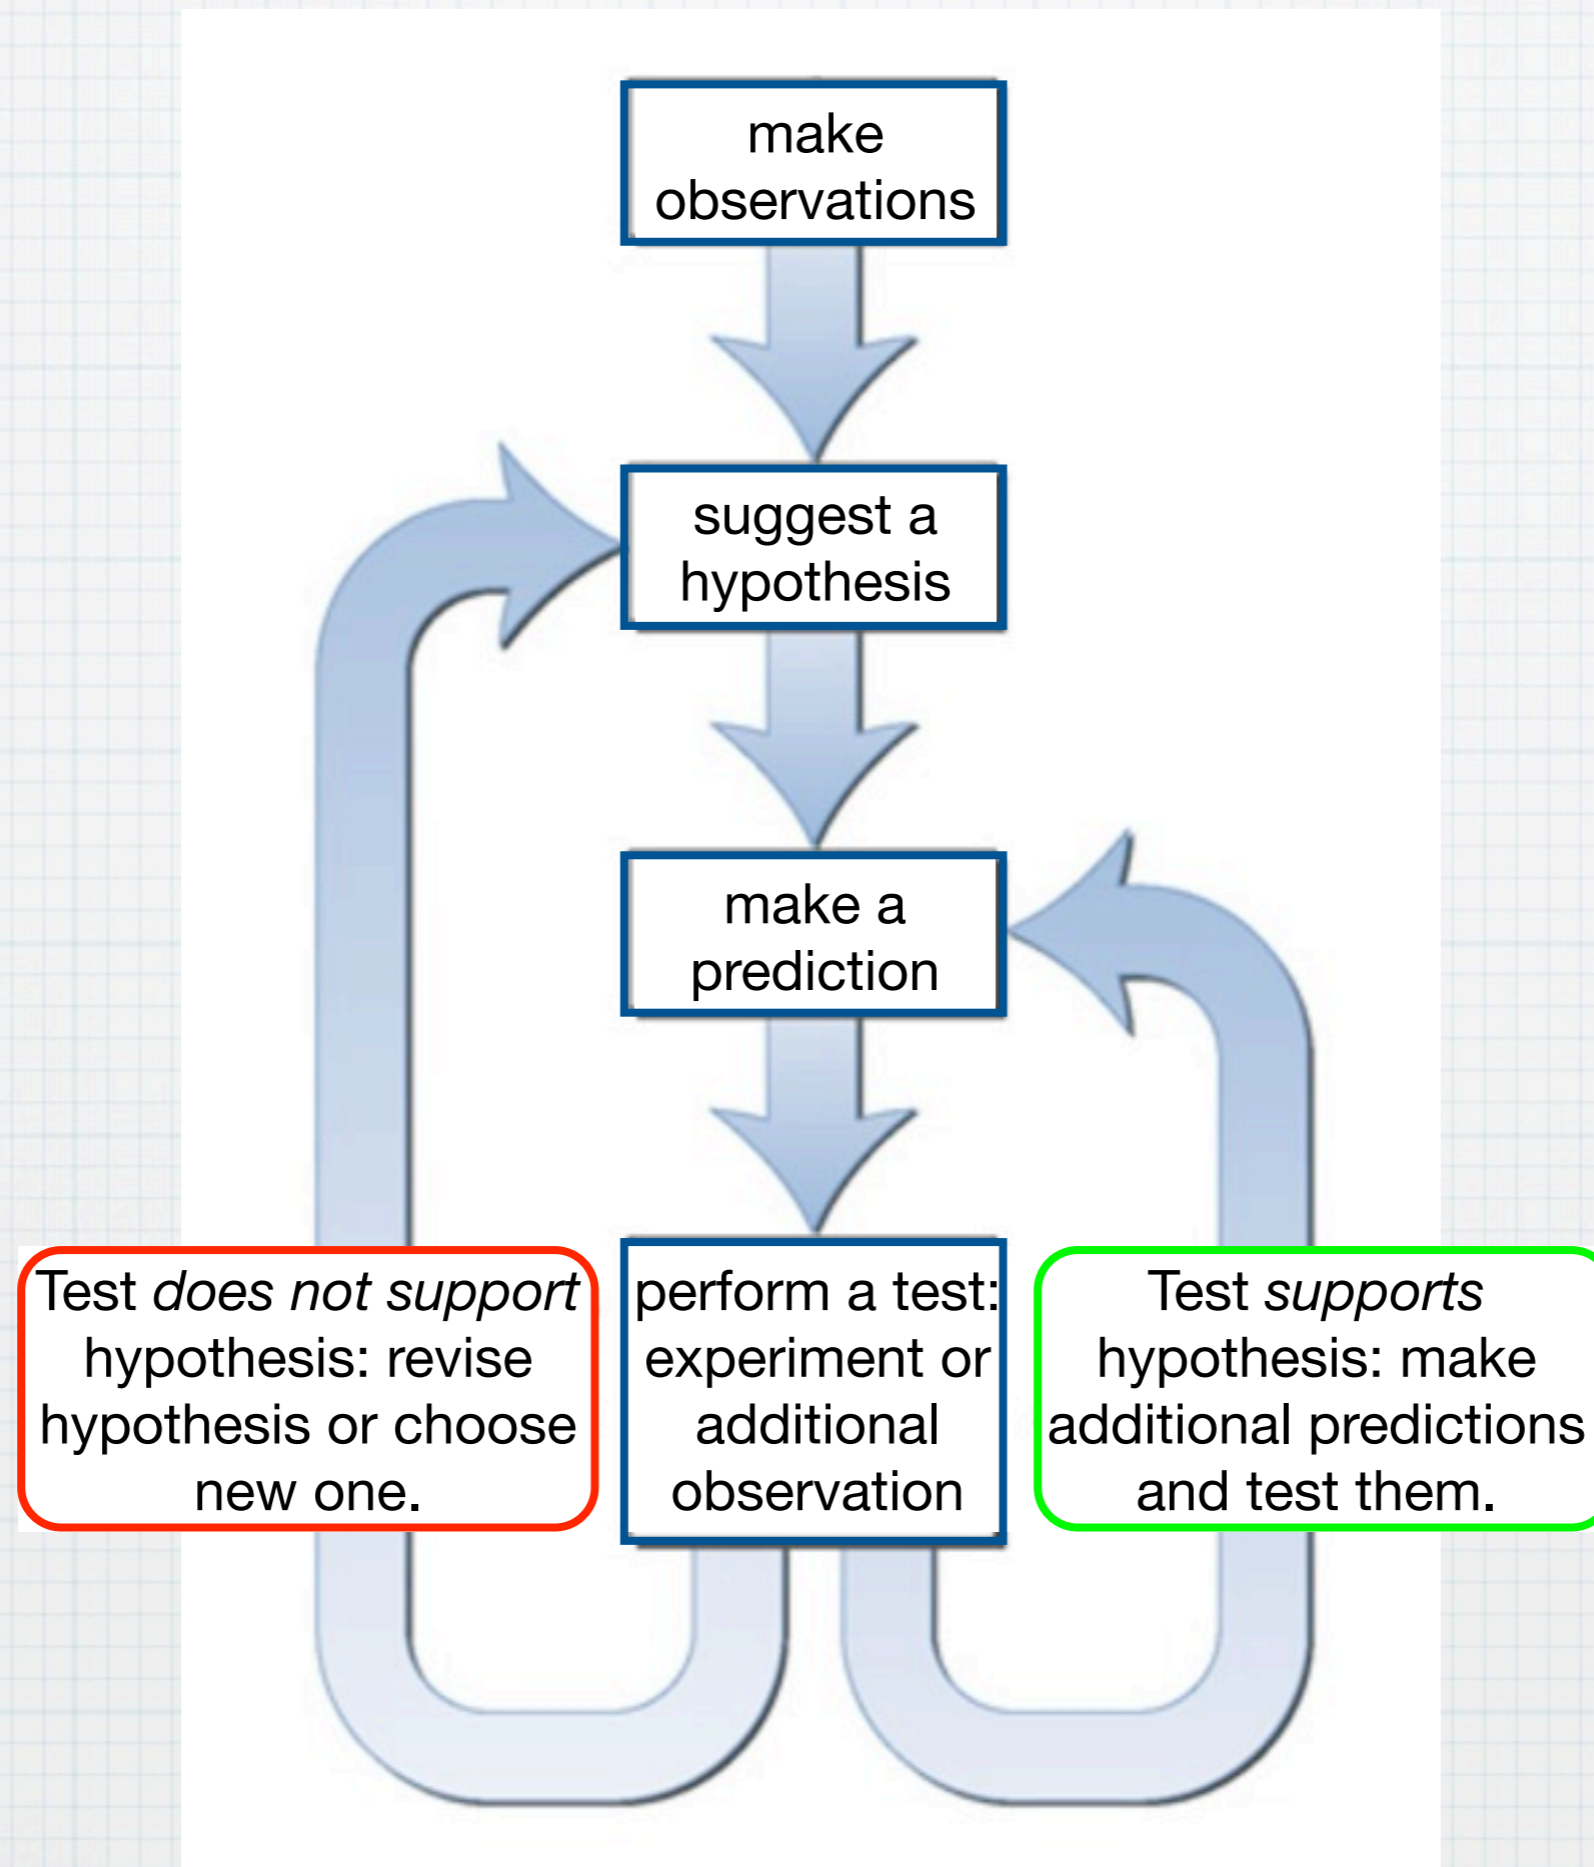 make
observations
suggest a
hypothesis
make a
prediction
Test does not support
hypothesis: revise
hypothesis or choose
new one.
perform a test:
experiment or
additional
observation
Test supports
hypothesis: make
additional predictions
and test them.